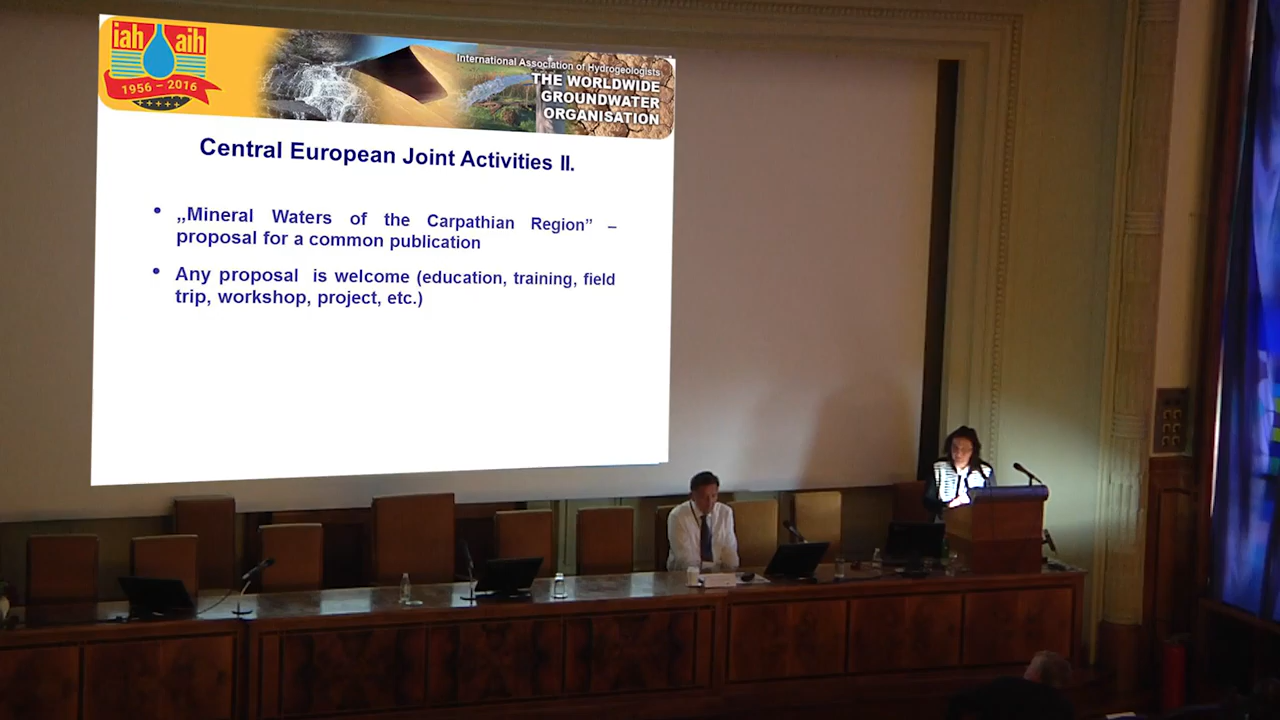 iah aih
1956 – 2016
International Association of Hydrogeologists
THE WORLDWIDE
GROUNDWATER
ORGANISATION
Central European Joint Activities II.
• „Mineral Waters of the Carpathian Region” –
proposal for a common publication
• Any proposal is welcome (education, training, field
trip, workshop, project, etc.)